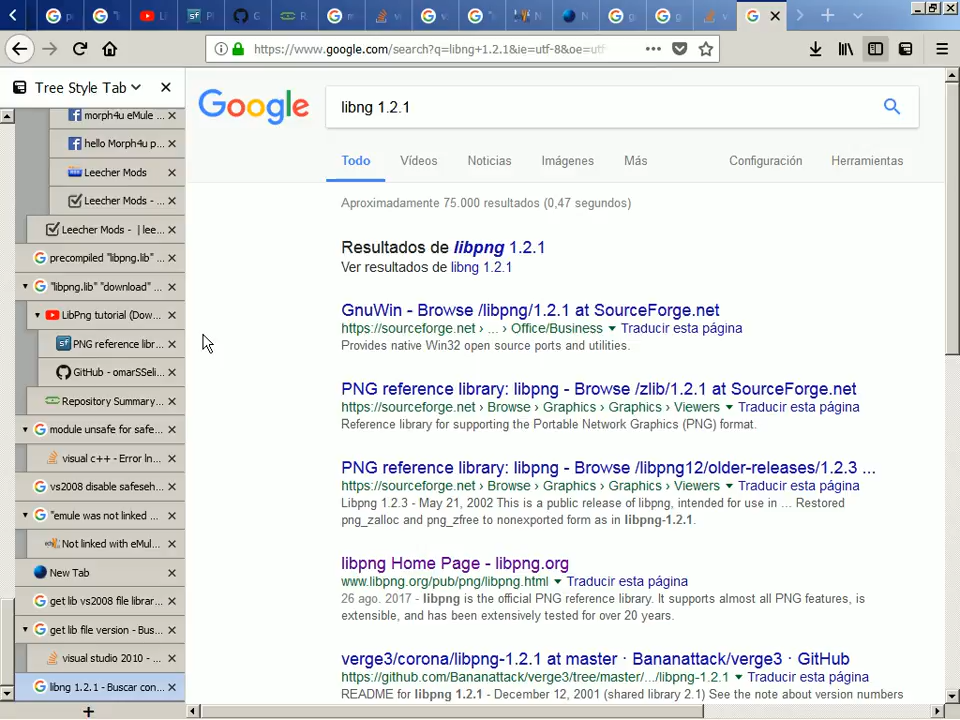 https://www.google.com/search?q=libng+1.2.1&ie=utf-8&oe=utf-
Tree Style Tab
morph4u eMule ...
hello Morph4u p...
Leecher Mods
Leecher Mods - ...
Leecher Mods - | lee...
precompiled "libpng.lib" ...
"libpng.lib" "download" ...
LibPng tutorial (Dow...
PNG reference libr...
GitHub - omarSSeli...
Repository Summary...
module unsafe for safe...
visual c++ - Error ln...
vs2008 disable safeseh...
"emule was not linked ...
Not linked with eMul...
New Tab
get lib vs2008 file librar...
get lib file version - Bus...
visual studio 2010 - ...
libng 1.2.1 - Buscar con...
Google
libng 1.2.1
Todo Vídeos Noticias Imágenes Más Configuración Herramientas
Aproximadamente 75.000 resultados (0,47 segundos)
Resultados de libpng 1.2.1
Ver resultados de libng 1.2.1
GnuWin - Browse /libpng/1.2.1 at SourceForge.net
https://sourceforge.net › ... › Office/Business Traducir esta página
Provides native Win32 open source ports and utilities.
PNG reference library: libpng - Browse /zlib/1.2.1 at SourceForge.net
https://sourceforge.net › Browse › Graphics › Graphics › Viewers Traducir esta página
Reference library for supporting the Portable Network Graphics (PNG) format.
PNG reference library: libpng - Browse /libpng12/older-releases/1.2.3 ...
https://sourceforge.net › Browse › Graphics › Graphics › Viewers Traducir esta página
Libpng 1.2.3 - May 21, 2002 This is a public release of libpng, intended for use in ... Restored
png_zalloc and png_zfree to nonexported form as in libpng-1.2.1.
libpng Home Page - libpng.org
www.libpng.org/pub/png/libpng.html Traducir esta página
26 ago. 2017 - libpng is the official PNG reference library. It supports almost all PNG features, is
extensible, and has been extensively tested for over 20 years.
verge3/corona/libpng-1.2.1 at master · Bananattack/verge3 · GitHub
https://github.com/Bananattack/verge3/tree/master/.../libpng-1.2.1 Traducir esta página
README for libpng 1.2.1 - December 12, 2001 (shared library 2.1) See the note about version numbers